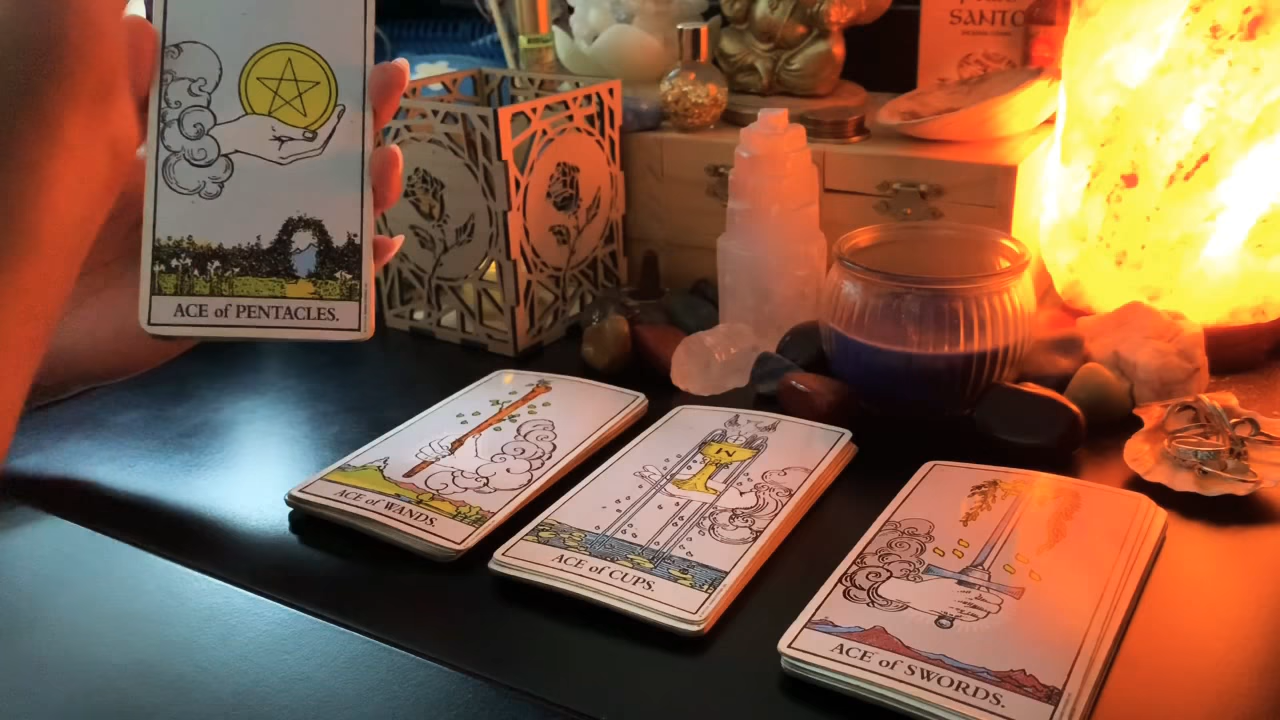 SANTO
ACE of PENTACLES.
ACE of WANDS.
ACE of CUPS.
ACE of SWORDS.